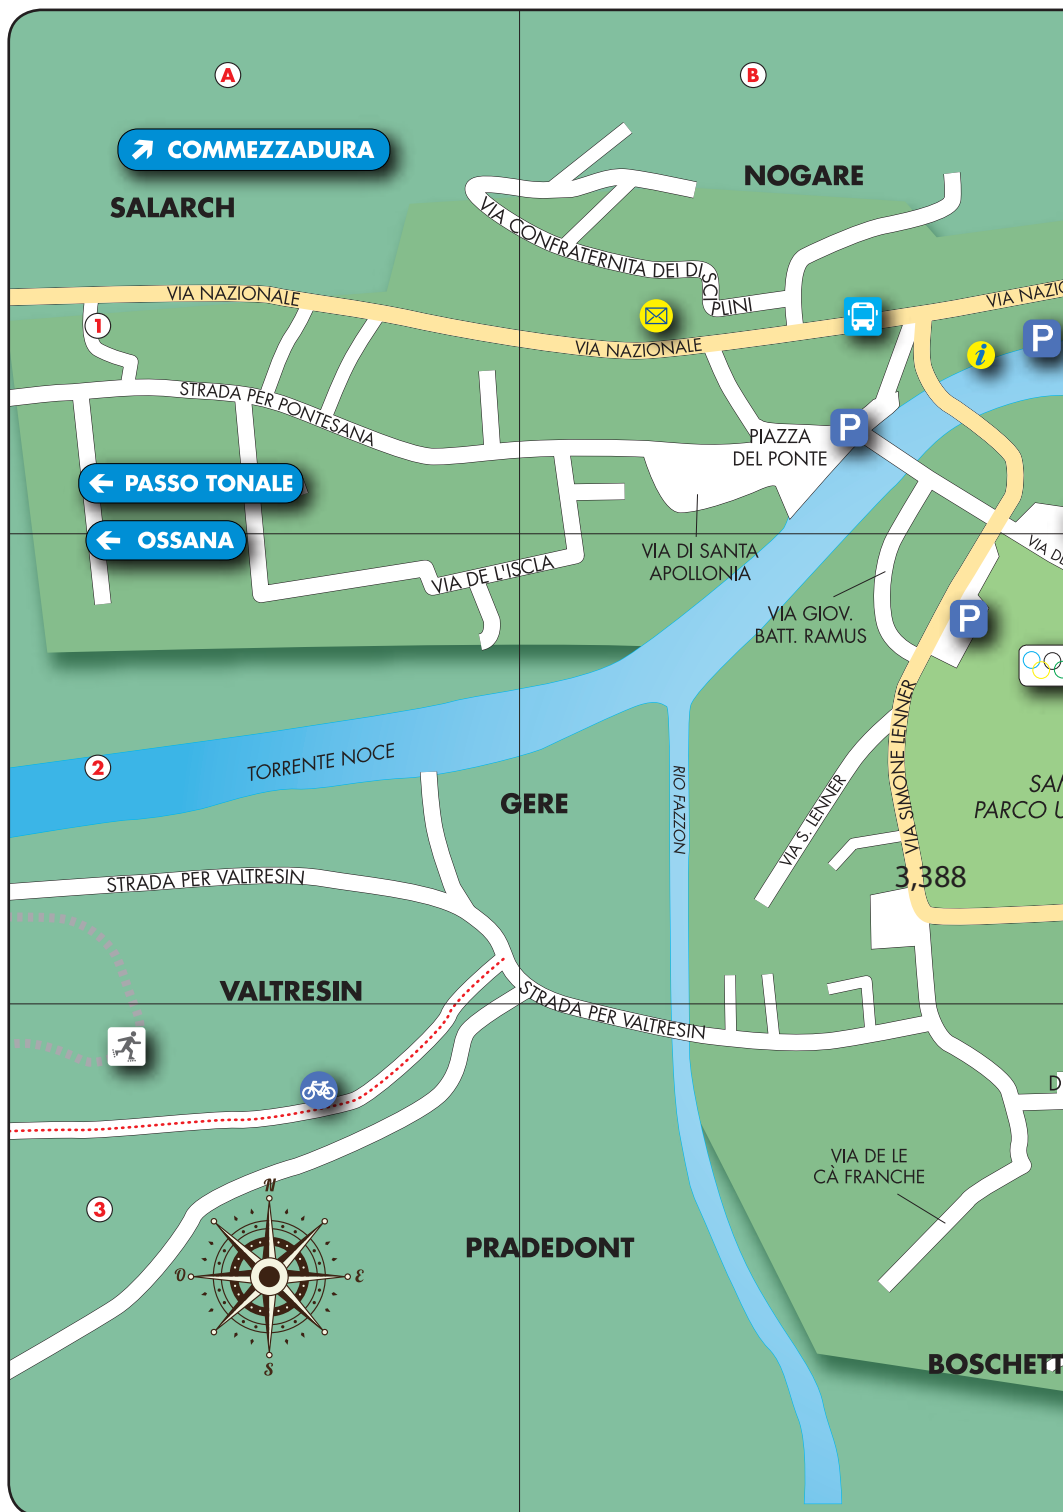 A
B
COMMEZZADURA
NOGARE
SALARCH
VIA CONFRATERNITA DEI DISCIPLINI
VIA NAZIONALE
VIA NAZIONALE
1
P
i
STRADA PER PONTESANA
PIAZZA
DEL PONTE
P
PASSO TONALE
OSSANA
VIA DI SANTA
APOLLONIA
VIA DE L'ISCLA
VIA GIOV.
BATT. RAMUS
P
VIA SIMONE LENNER
2
TORRENTE NOCE
GERE
RIO FAZZON
VIA S. LENNER
PARCO U
3,388
STRADA PER VALTRESIN
VALTRESIN
STRADA PER VALTRESIN
D
VIA DE LE
CÀ FRANCHE
3
N
O
E
S
PRADEDONT
BOSCHETT